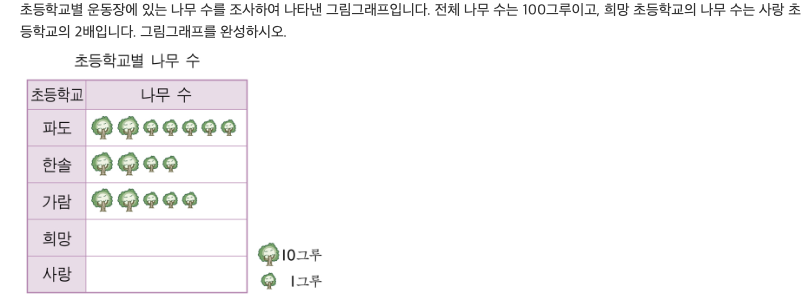 초등학교별 운동장에 있는 나무 수를 조사하여 나타낸 그림그래프입니다. 전체 나무 수는 100그루이고, 희망 초등학교의 나무 수는 사랑 초
등학교의 2배입니다. 그림그래프를 완성하시오.
초등학교별 나무 수
초등학교 나무 수
파도
한솔
가람
희망
사랑
10그루
1그루